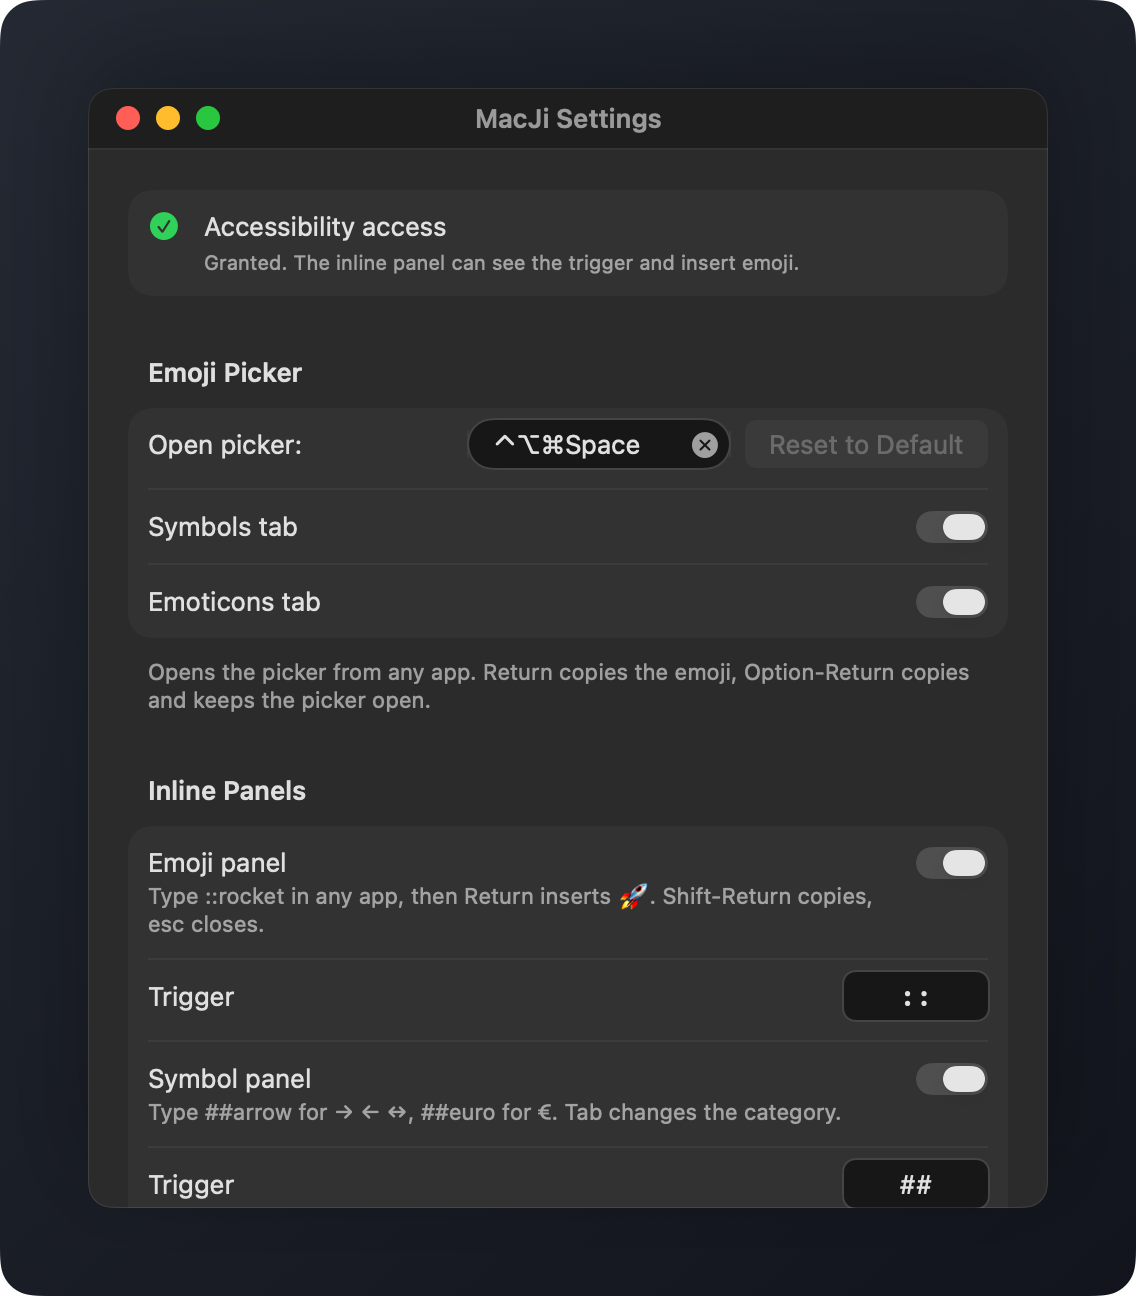 MacJi Settings
Accessibility access
Granted. The inline panel can see the trigger and insert emoji.
Emoji Picker
Open picker: ⌃⌥⌘Space Reset to Default
Symbols tab
Emoticons tab
Opens the picker from any app. Return copies the emoji, Option-Return copies
and keeps the picker open.
Inline Panels
Emoji panel
Type ::rocket in any app, then Return inserts 🚀. Shift-Return copies,
esc closes.
Trigger ::
Symbol panel
Type ##arrow for → ← ↔, ##euro for €. Tab changes the category.
Trigger ##